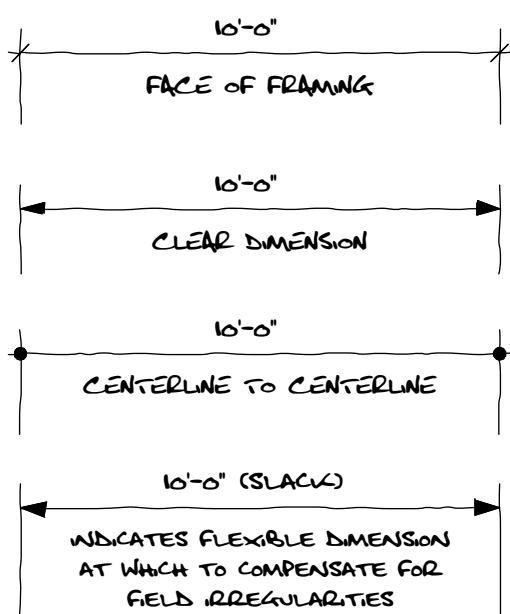 10'-0"
FACE OF FRAMING
10'-0"
CLEAR DIMENSION
10'-0"
CENTERLINE TO CENTERLINE
10'-0" (SLACK)
INDICATES FLEXIBLE DIMENSION
AT WHICH TO COMPENSATE FOR
FIELD IRREGULARITIES